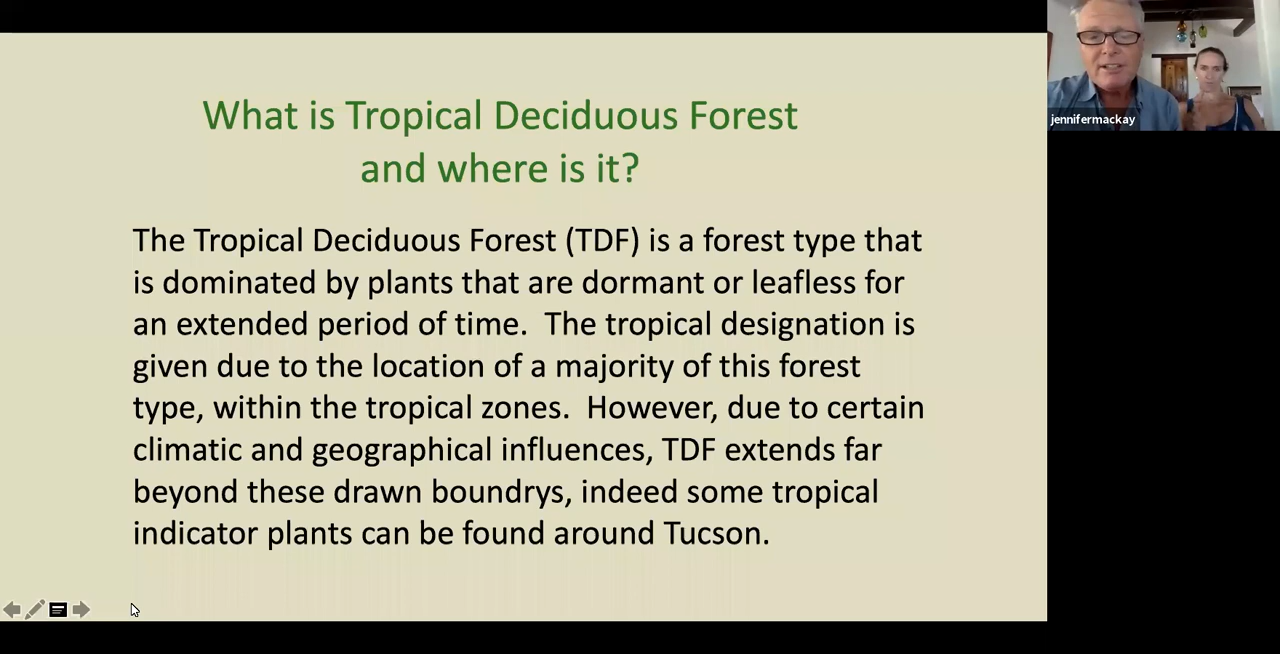 What is Tropical Deciduous Forest
and where is it?
The Tropical Deciduous Forest (TDF) is a forest type that
is dominated by plants that are dormant or leafless for
an extended period of time.  The tropical designation is
given due to the location of a majority of this forest
type, within the tropical zones.  However, due to certain
climatic and geographical influences, TDF extends far
beyond these drawn boundrys, indeed some tropical
indicator plants can be found around Tucson.
jennifermackay